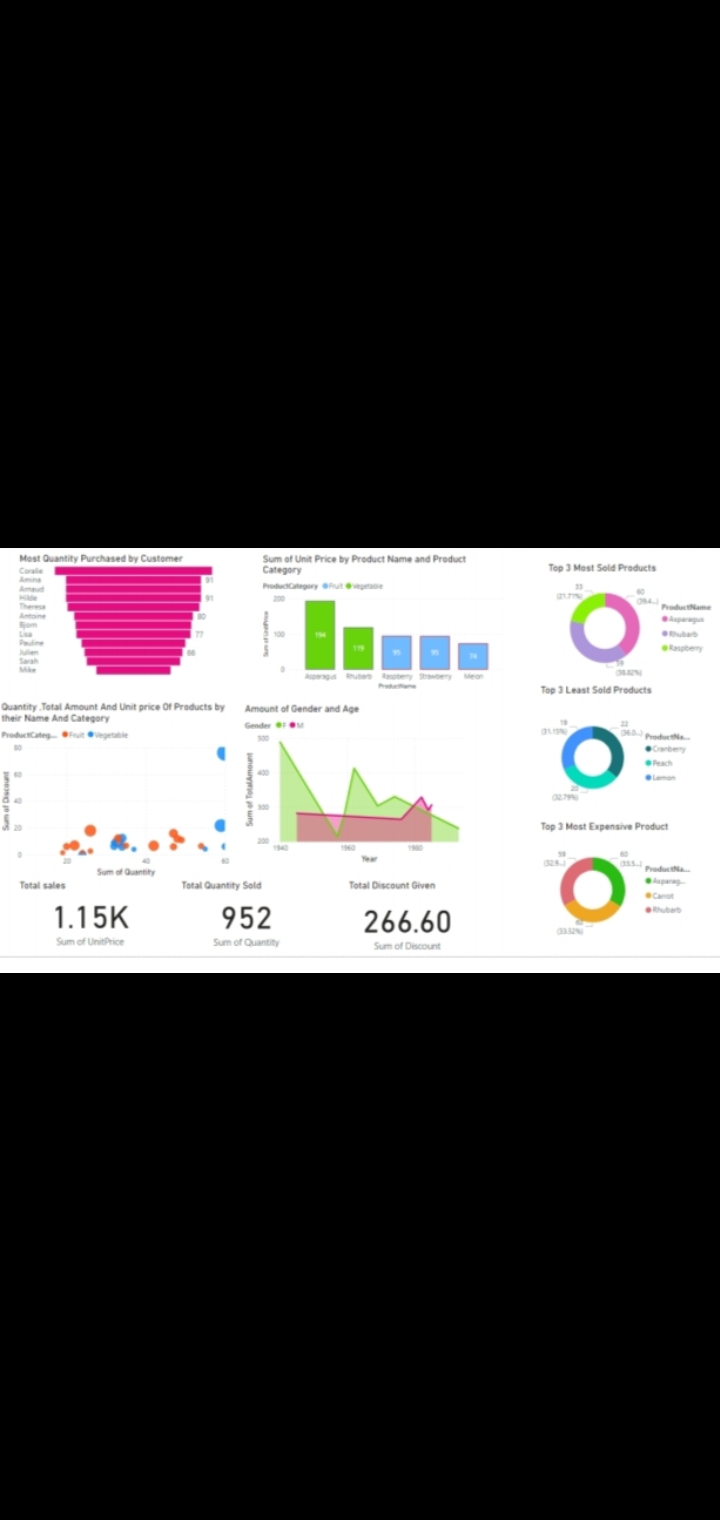 Most Quantity Purchased by Customer
Coralie
Amina
91
Arnaud
Hilde
91
Theresa
Antoine
80
Bjorn
Lisa
77
Pauline
Julien
66
Sarah
Mike
Sum of Unit Price by Product Name and Product
Category
ProductCategory Fruit Vegetable
Sum of UnitPrice
200
100
0
194
119
95
95
74
Asparagus Rhubarb Raspberry Strawberry Melon
ProductName
Top 3 Most Sold Products
33
(21.71%)
60
(39.4...)
59
(38.82%)
ProductName
Asparagus
Rhubarb
Raspberry
Quantity ,Total Amount And Unit price Of Products by
their Name And Category
ProductCateg... Fruit Vegetable
Sum of Discount
80
60
40
20
0
20 40 60
Sum of Quantity
Amount of Gender and Age
Gender F M
Sum of TotalAmount
500
400
300
200
1940 1960 1980
Year
Top 3 Least Sold Products
19
(31.15%)
22
(36.0...)
20
(32.79%)
ProductNa...
Cranberry
Peach
Lemon
Top 3 Most Expensive Product
59
(32.9...)
60
(33.5...)
60
(33.52%)
ProductNa...
Asparag...
Carrot
Rhubarb
Total sales
1.15K
Sum of UnitPrice
Total Quantity Sold
952
Sum of Quantity
Total Discount Given
266.60
Sum of Discount